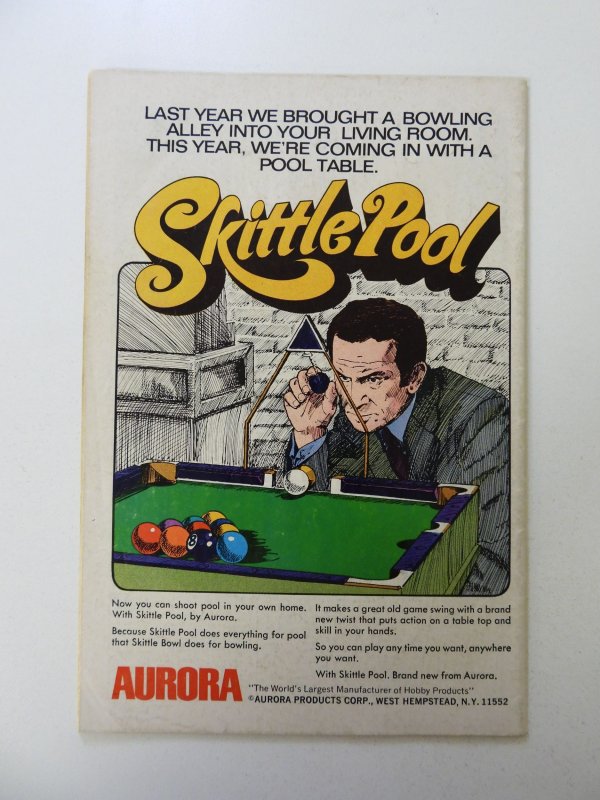 LAST YEAR WE BROUGHT A BOWLING
ALLEY INTO YOUR LIVING ROOM.
THIS YEAR, WE'RE COMING IN WITH A
POOL TABLE.
Skittle Pool
Now you can shoot pool in your own home.
With Skittle Pool, by Aurora.
Because Skittle Pool does everything for pool
that Skittle Bowl does for bowling.
It makes a great old game swing with a brand
new twist that puts action on a table top and
skill in your hands.
So you can play any time you want, anywhere
you want.
With Skittle Pool. Brand new from Aurora.
AURORA
"The World's Largest Manufacturer of Hobby Products"
©AURORA PRODUCTS CORP., WEST HEMPSTEAD, N.Y. 11552